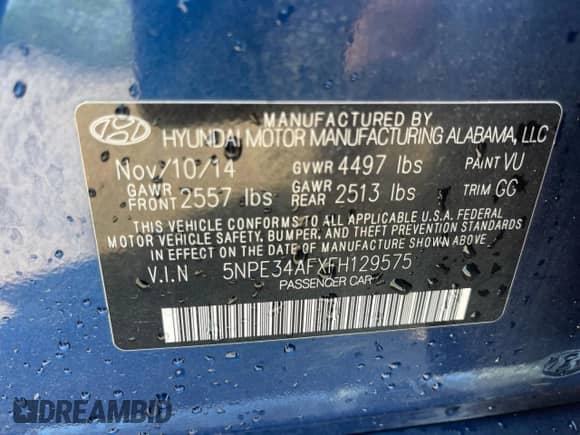 MANUFACTURED BY
HYUNDAI MOTOR MANUFACTURING ALABAMA, LLC
Nov/10/14 GVWR 4497 lbs PAINT VU
GAWR FRONT 2557 lbs GAWR REAR 2513 lbs TRIM GG
THIS VEHICLE CONFORMS TO ALL APPLICABLE U.S.A. FEDERAL
MOTOR VEHICLE SAFETY, BUMPER, AND THEFT PREVENTION STANDARDS
IN EFFECT ON THE DATE OF MANUFACTURE SHOWN ABOVE.
V.I.N 5NPE34AFXFH129575
PASSENGER CAR
DREAMBID